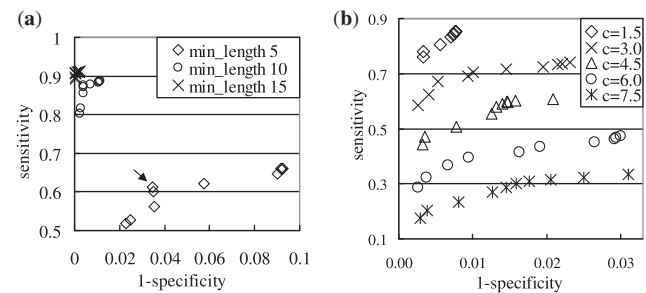 (a)
1
0.9
0.8
0.7
0.6
0.5
sensitivity
0 0.02 0.04 0.06 0.08 0.1
1-specificity
min_length 5
min_length 10
min_length 15
(b)
0.9
0.7
0.5
0.3
0.1
sensitivity
0.00 0.01 0.02 0.03
1-specificity
c=1.5
c=3.0
c=4.5
c=6.0
c=7.5